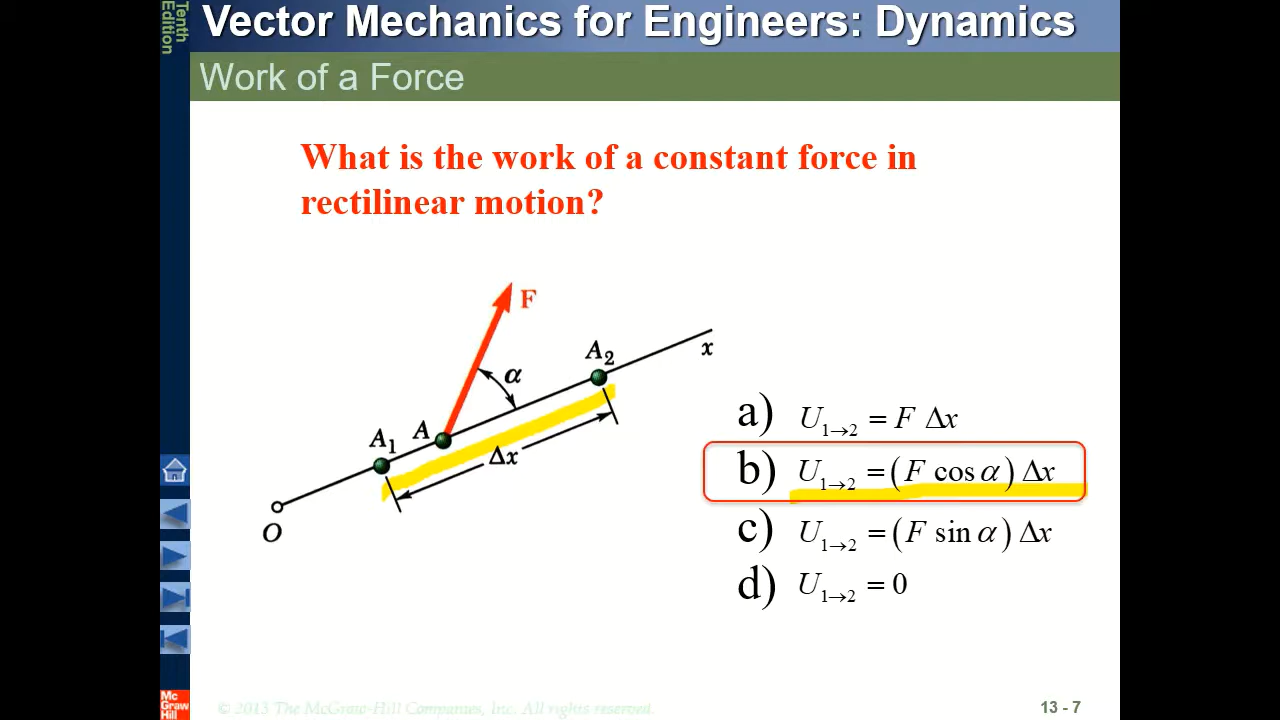 Tenth
Edition
Vector Mechanics for Engineers: Dynamics
Work of a Force
What is the work of a constant force in
rectilinear motion?
F
α
A₂
x
A₁
A
Δx
O
a) U₁→₂ = F Δx
b) U₁→₂ = (F cos α) Δx
c) U₁→₂ = (F sin α) Δx
d) U₁→₂ = 0
Mc
Graw
Hill
© 2013 The McGraw-Hill Companies, Inc. All rights reserved.
13 - 7